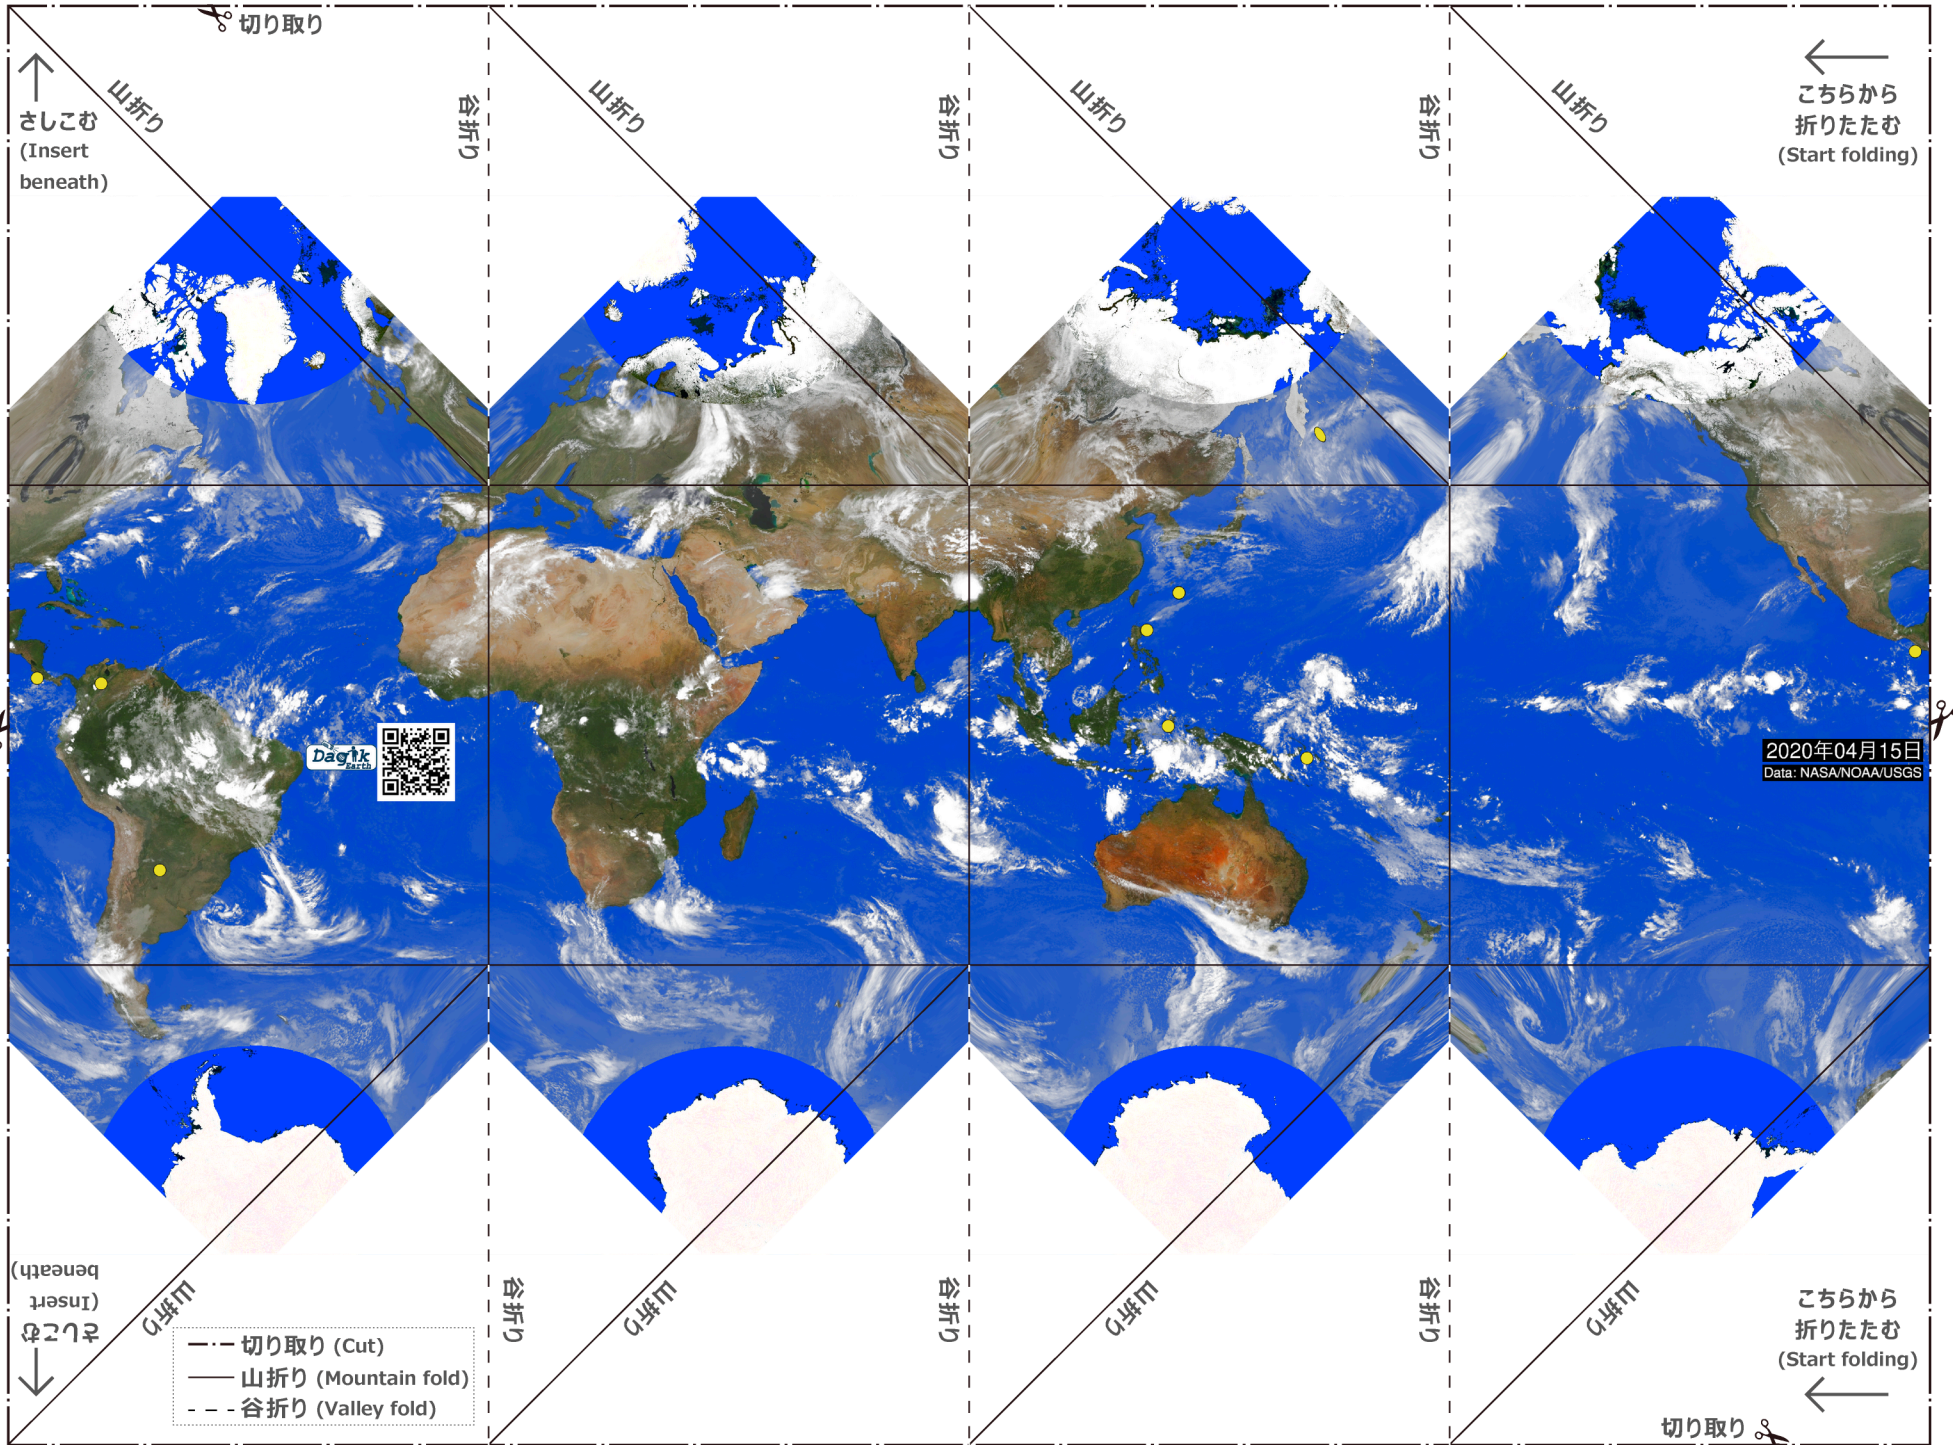 切り取り
さしこむ
(Insert
beneath)
山折り
谷折り
山折り
谷折り
山折り
谷折り
山折り
こちらから
折りたたむ
(Start folding)
Dagik
Earth
2020年04月15日
Data: NASA/NOAA/USGS
さしこむ
(Insert
beneath)
山折り
谷折り
山折り
谷折り
山折り
谷折り
山折り
こちらから
折りたたむ
(Start folding)
切り取り (Cut)
山折り (Mountain fold)
谷折り (Valley fold)
切り取り